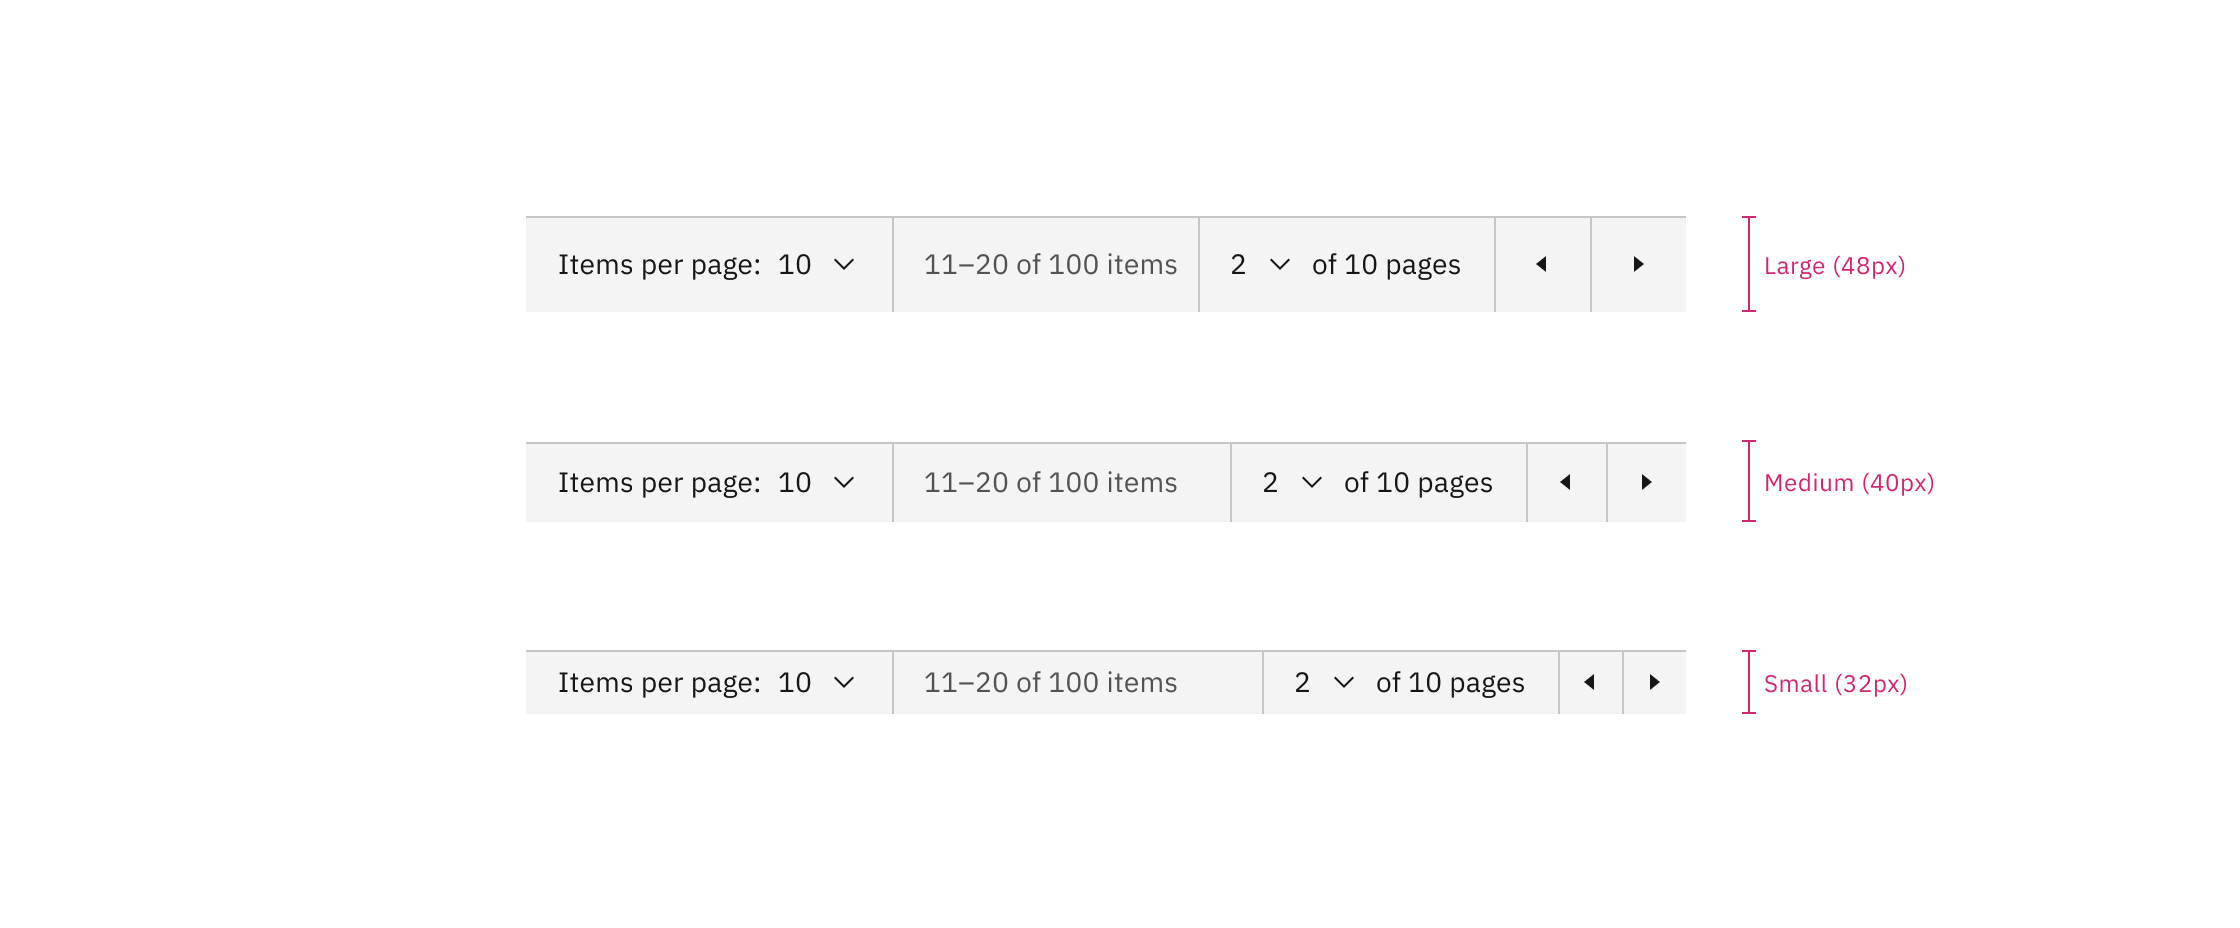 Items per page: 10 11–20 of 100 items 2 of 10 pages Large (48px)
Items per page: 10 11–20 of 100 items 2 of 10 pages Medium (40px)
Items per page: 10 11–20 of 100 items 2 of 10 pages Small (32px)